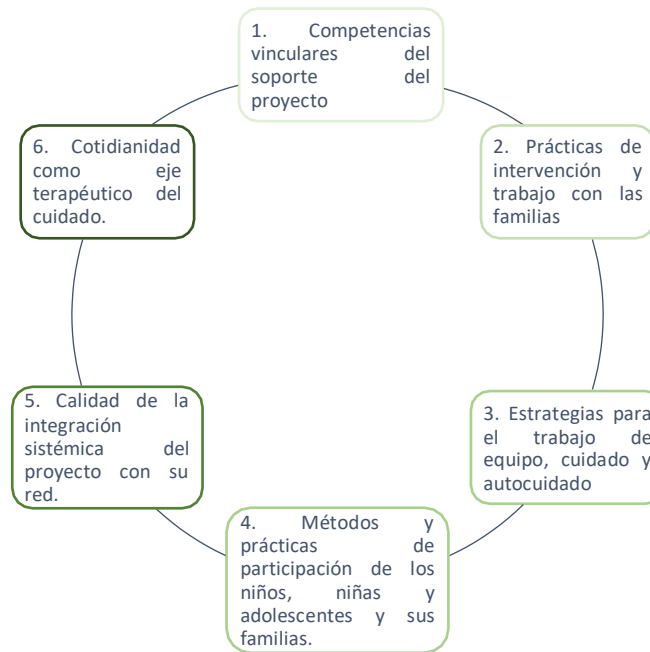 1. Competencias
vinculares del
soporte del
proyecto
2. Prácticas de
intervención y
trabajo con las
familias
3. Estrategias para
el trabajo de
equipo, cuidado y
autocuidado
4. Métodos y
prácticas de
participación de los
niños, niñas y
adolescentes y sus
familias.
5. Calidad de la
integración
sistémica del
proyecto con su
red.
6. Cotidianidad
como eje
terapéutico del
cuidado.